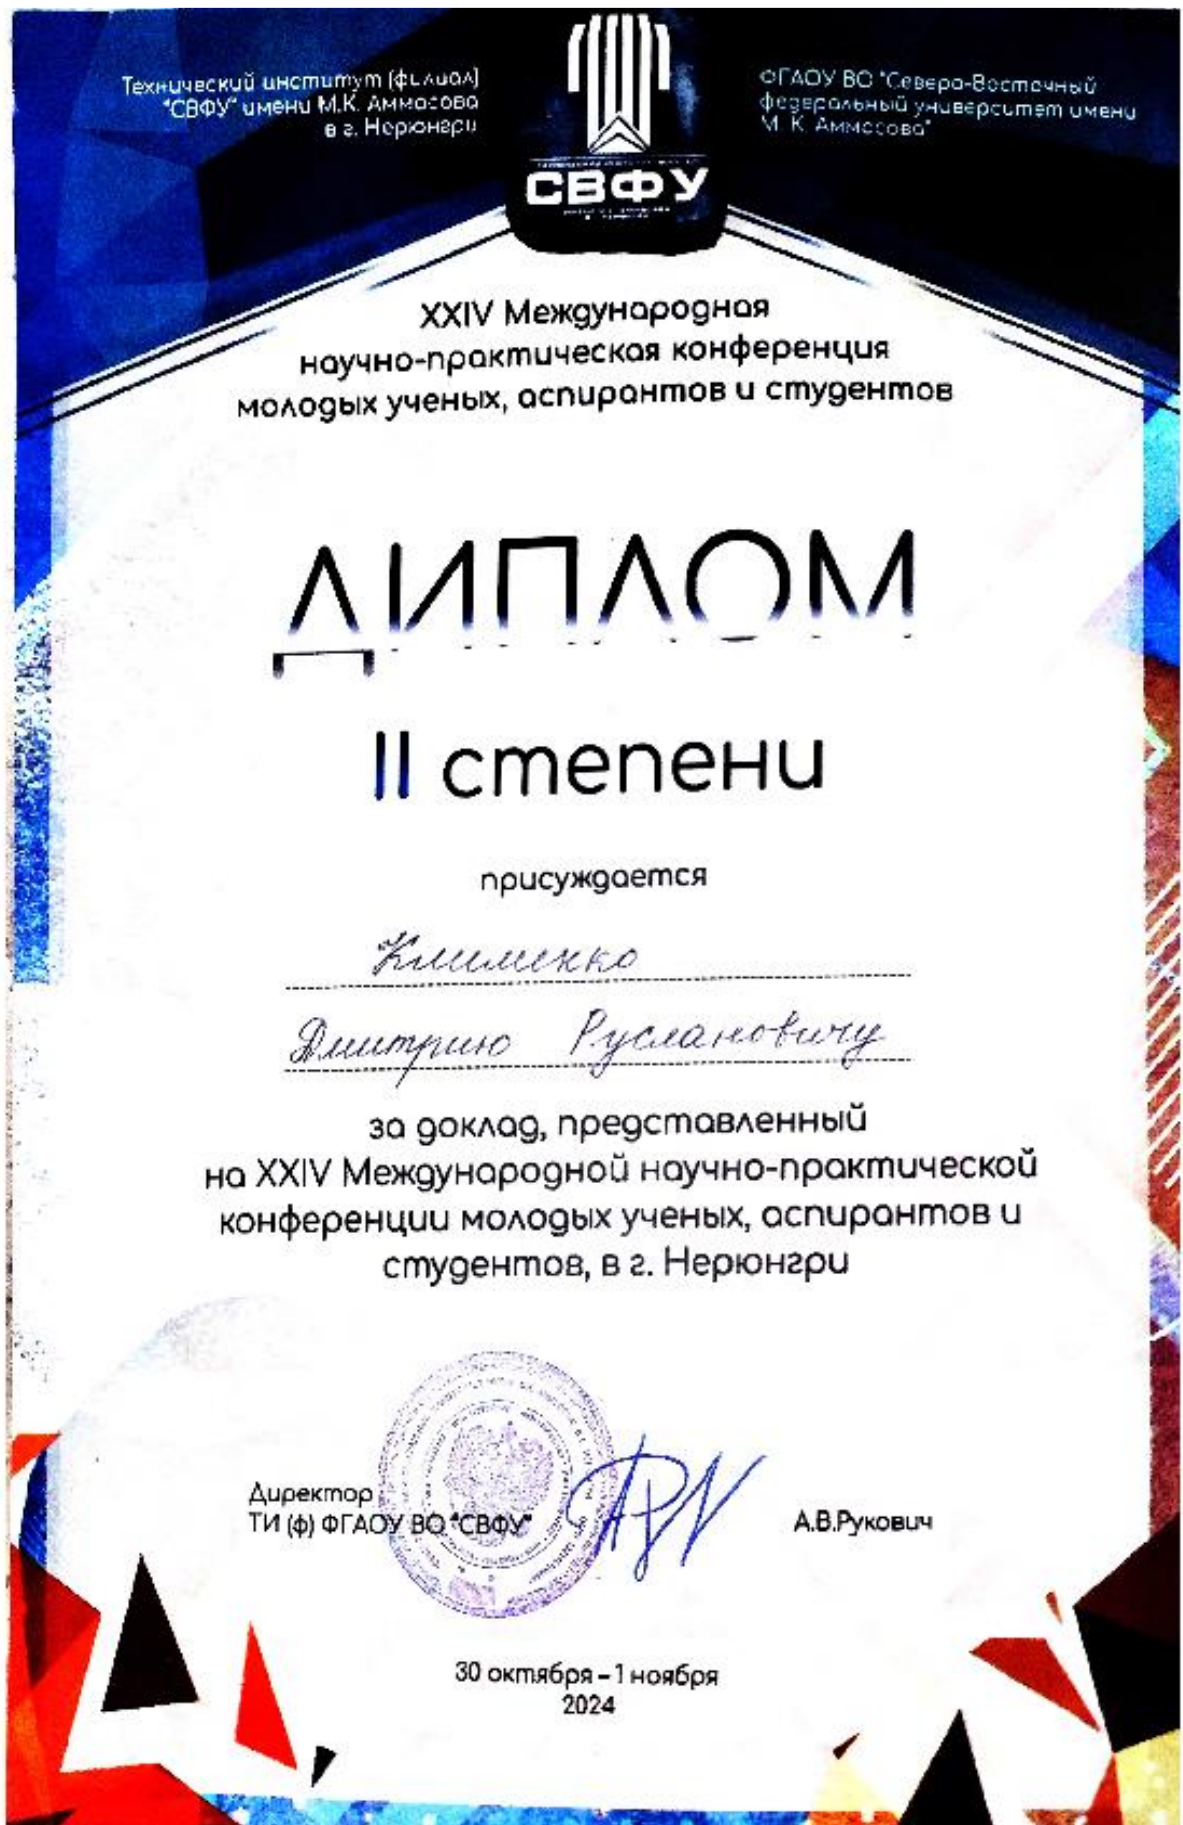 Технический институт (филиал)
"СВФУ" имени М.К. Аммосова
в г. Нерюнгри
ФГАОУ ВО "Северо-Восточный
федеральный университет имени
М. К. Аммосова"
СВФУ
XXIV Международная
научно-практическая конференция
молодых ученых, аспирантов и студентов
ДИПЛОМ
II степени
присуждается
Клименко
Дмитрию Руслановичу
за доклад, представленный
на XXIV Международной научно-практической
конференции молодых ученых, аспирантов и
студентов, в г. Нерюнгри
Директор
ТИ (ф) ФГАОУ ВО "СВФУ"
А.В.Рукович
30 октября – 1 ноября
2024